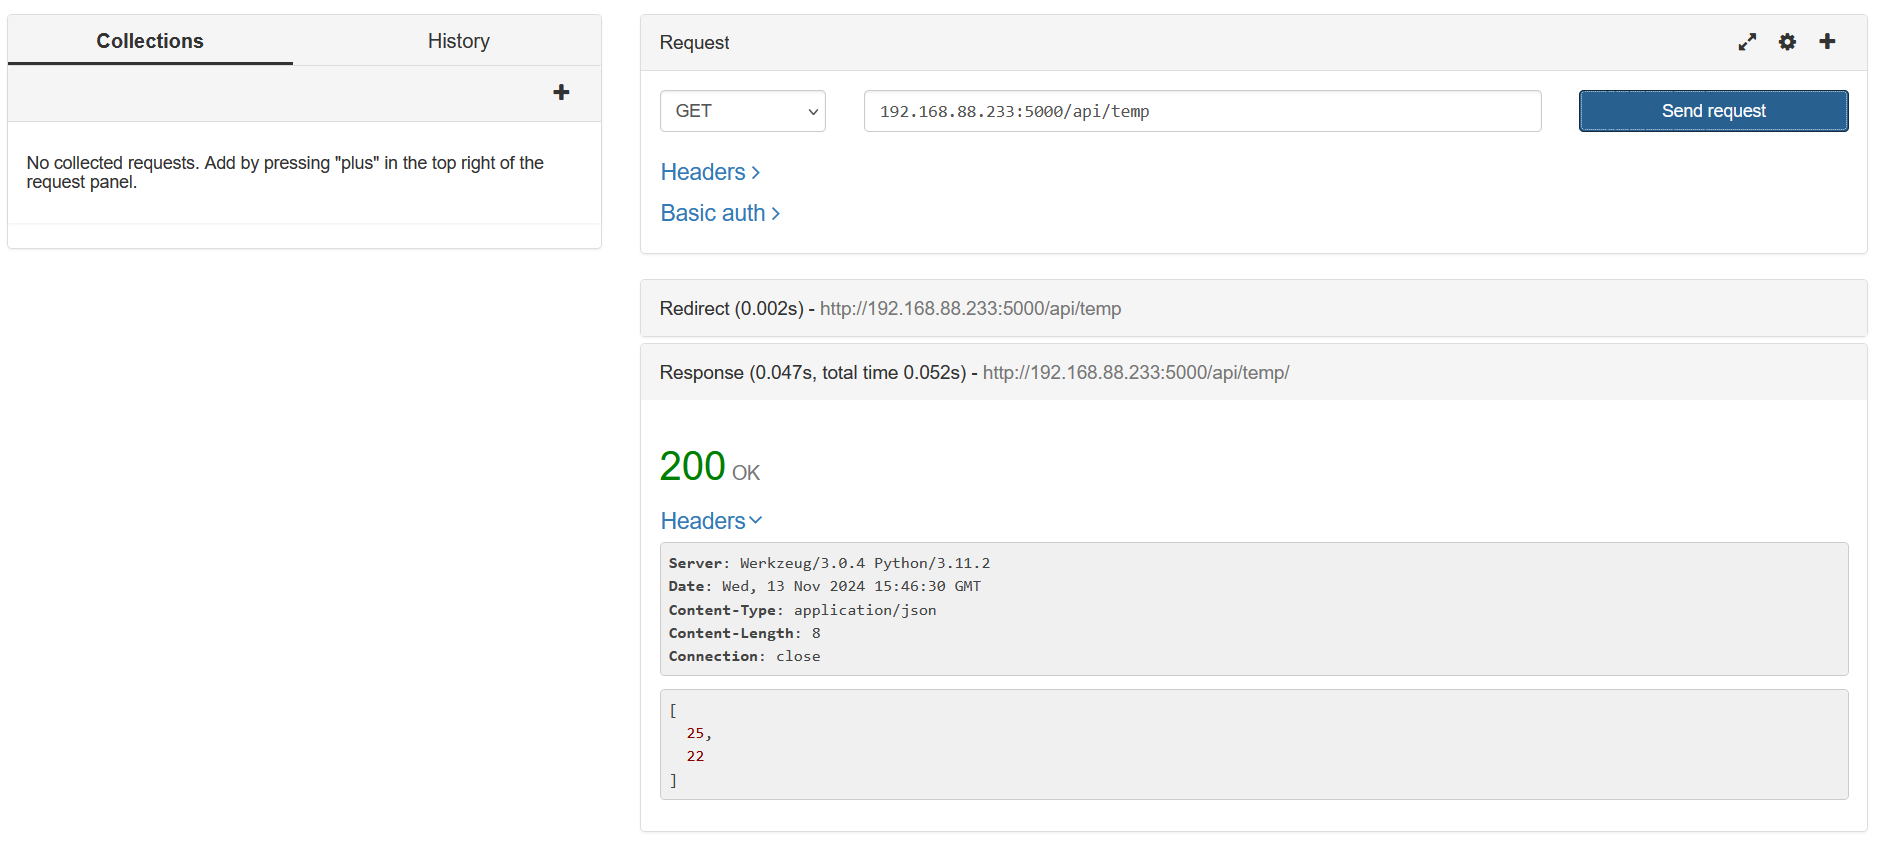 Collections
History
No collected requests. Add by pressing "plus" in the top right of the
request panel.
Request
GET
192.168.88.233:5000/api/temp
Send request
Headers
Basic auth
Redirect (0.002s) - http://192.168.88.233:5000/api/temp
Response (0.047s, total time 0.052s) - http://192.168.88.233:5000/api/temp/
200 OK
Headers
Server: Werkzeug/3.0.4 Python/3.11.2
Date: Wed, 13 Nov 2024 15:46:30 GMT
Content-Type: application/json
Content-Length: 8
Connection: close
[
25,
22
]